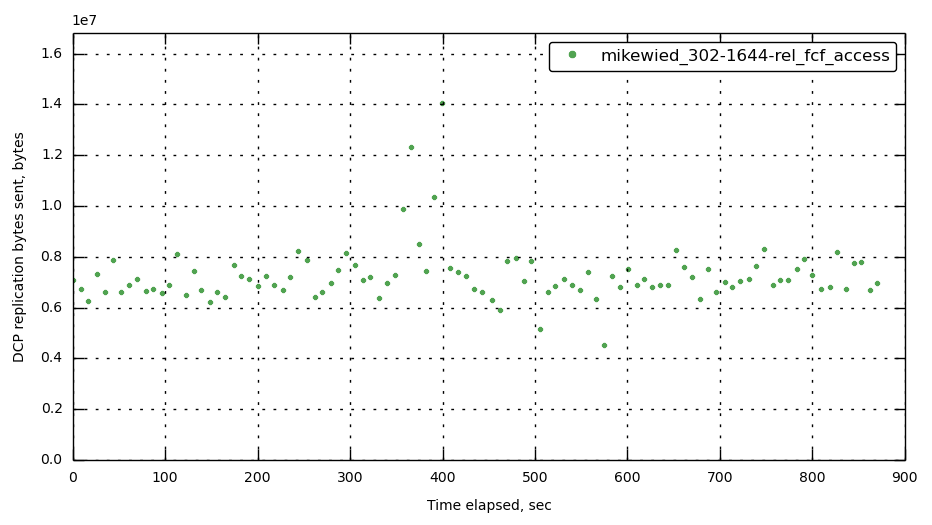 1e7
mikewied_302-1644-rel_fcf_access
1.6
1.4
1.2
1.0
0.8
0.6
0.4
0.2
0.0
DCP replication bytes sent, bytes
0 100 200 300 400 500 600 700 800 900
Time elapsed, sec